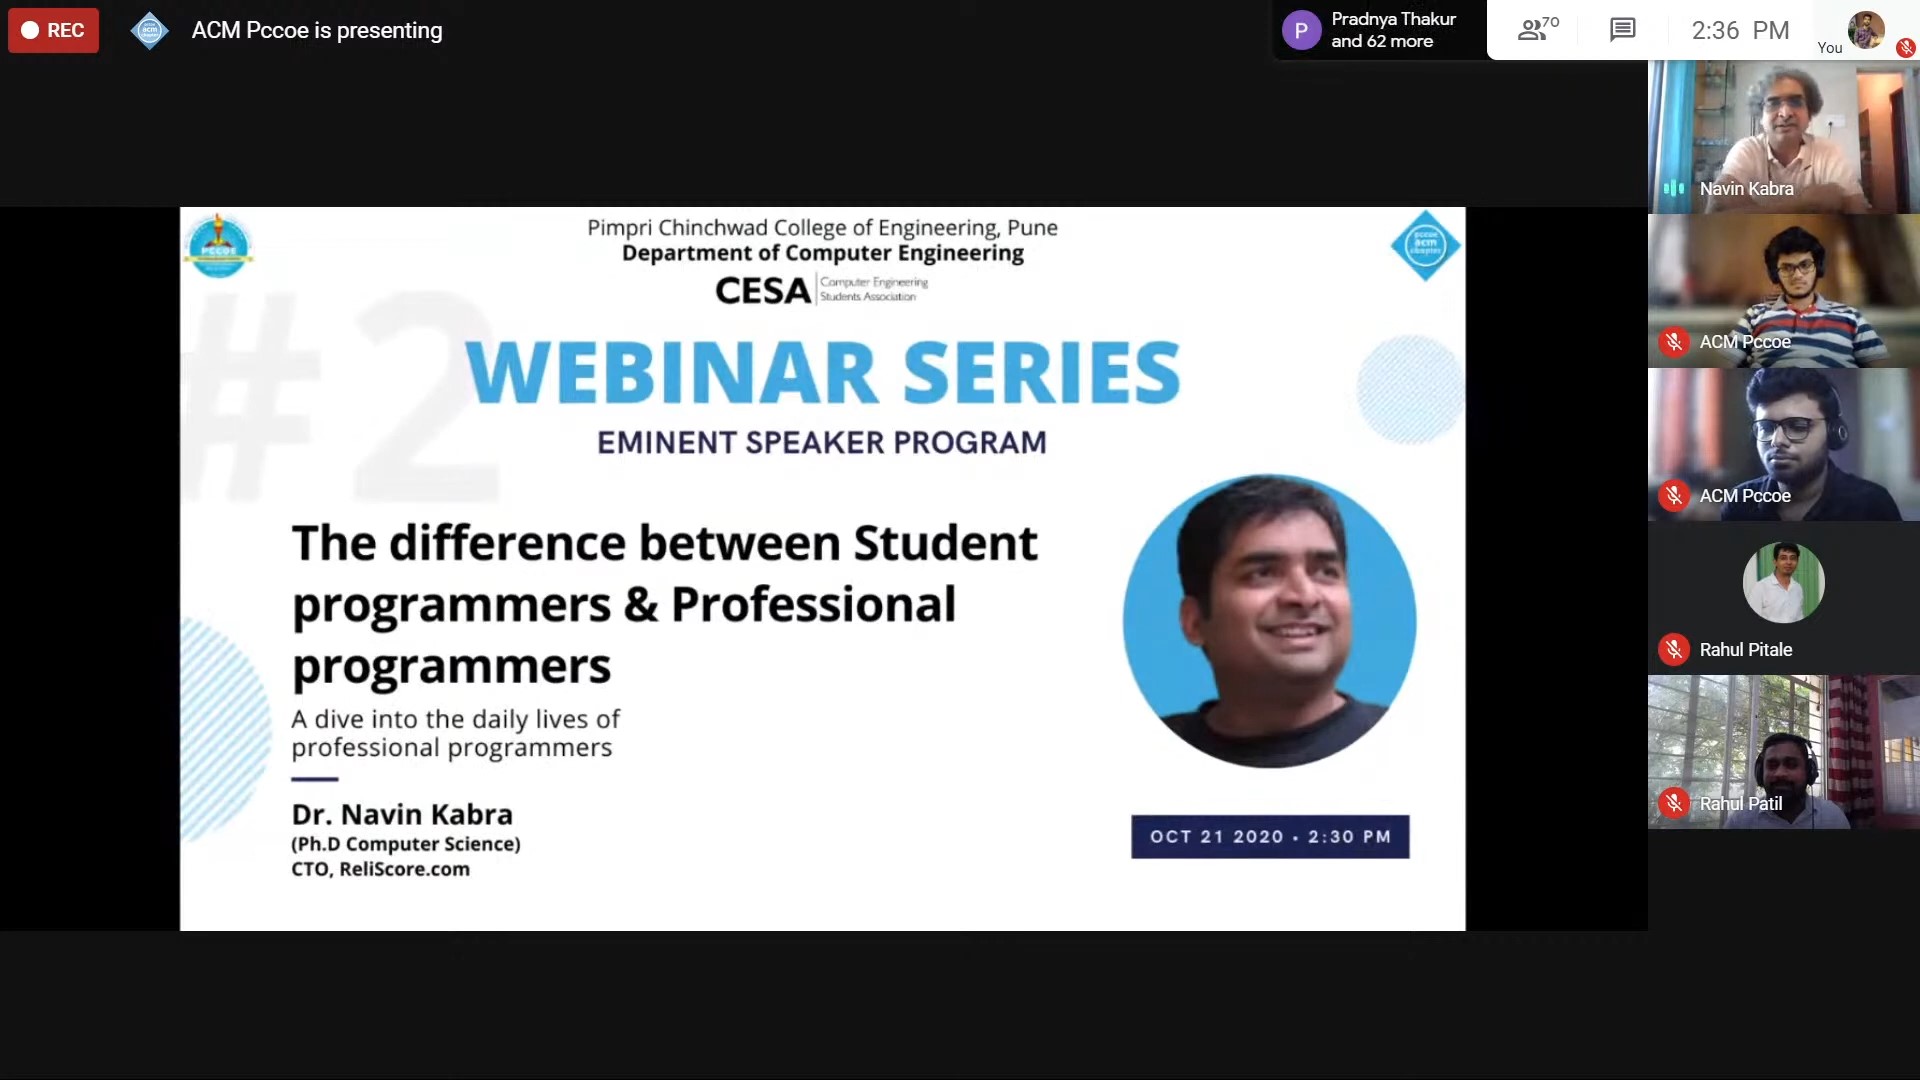 REC
ACM Pccoe is presenting
P
Pradnya Thakur
and 62 more
70
2:36 PM
You
Navin Kabra
ACM Pccoe
ACM Pccoe
Rahul Pitale
Rahul Patil
PCCOE
Pimpri Chinchwad College of Engineering, Pune
Department of Computer Engineering
CESA
Computer Engineering
Students Association
pccoe
acm
chapter
#2
WEBINAR SERIES
EMINENT SPEAKER PROGRAM
The difference between Student
programmers & Professional
programmers
A dive into the daily lives of
professional programmers
Dr. Navin Kabra
(Ph.D Computer Science)
CTO, ReliScore.com
OCT 21 2020 • 2:30 PM